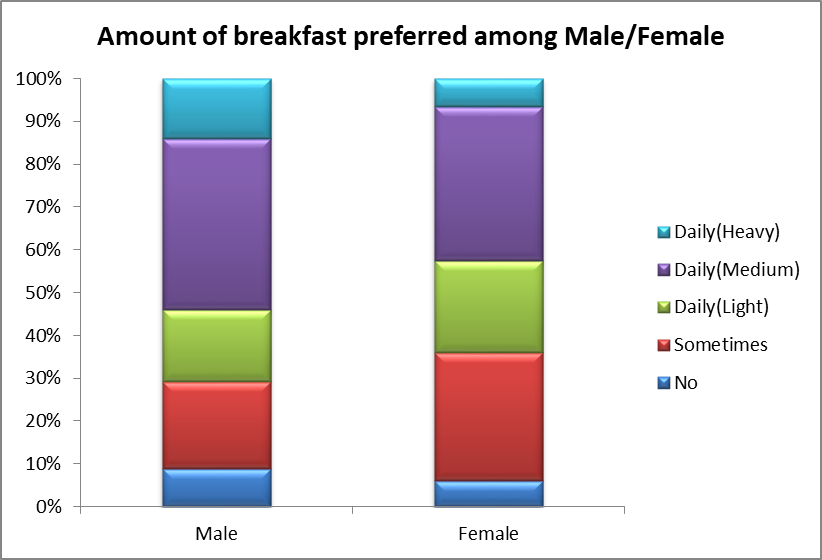 Amount of breakfast preferred among Male/Female
100%
90%
80%
70%
60%
50%
40%
30%
20%
10%
0%
Male
Female
Daily(Heavy)
Daily(Medium)
Daily(Light)
Sometimes
No